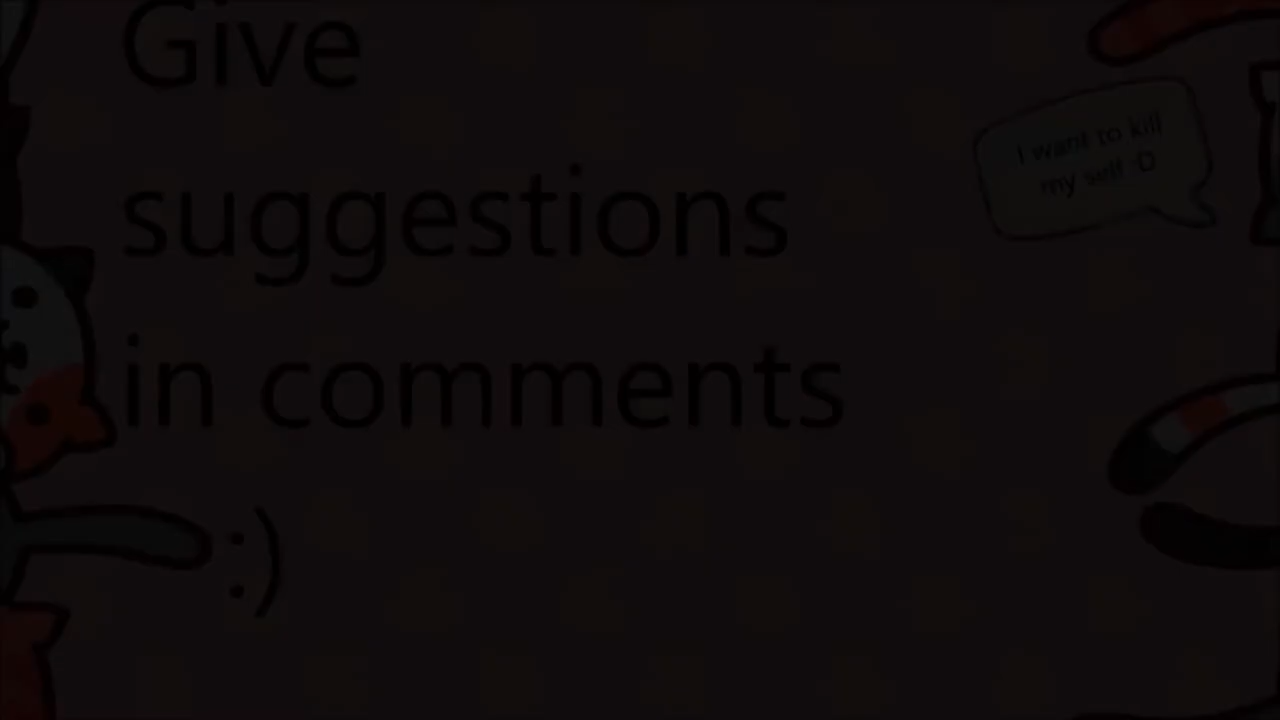 Give
suggestions
in comments
:)
I want to kill
my self :D